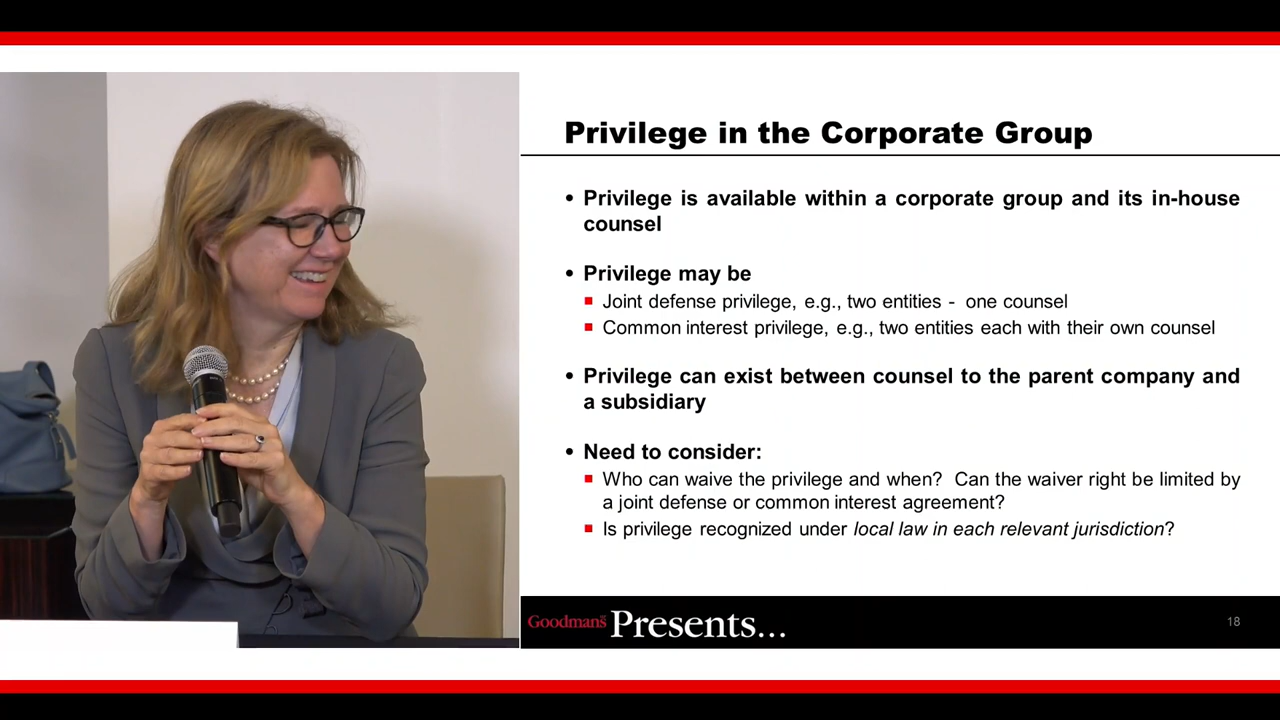 Privilege in the Corporate Group
• Privilege is available within a corporate group and its in-house
counsel
• Privilege may be
Joint defense privilege, e.g., two entities - one counsel
Common interest privilege, e.g., two entities each with their own counsel
• Privilege can exist between counsel to the parent company and
a subsidiary
• Need to consider:
Who can waive the privilege and when? Can the waiver right be limited by
a joint defense or common interest agreement?
Is privilege recognized under local law in each relevant jurisdiction?
Goodmans Presents...
18